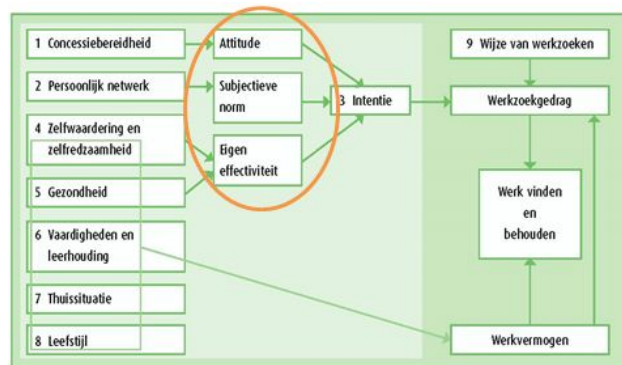 1 Concessiebereidheid
Attitude
9 Wijze van werkzoeken
2 Persoonlijk netwerk
Subjectieve
norm
3 Intentie
Werkzoekgedrag
4 Zelfwaardering en
zelfredzaamheid
Eigen
effectiviteit
5 Gezondheid
Werk vinden
en
behouden
6 Vaardigheden en
leerhouding
7 Thuissituatie
8 Leefstijl
Werkvermogen